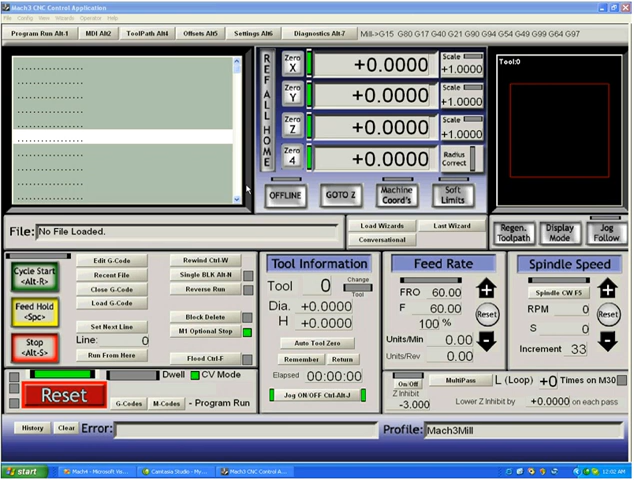 Mach3 CNC Control Application
File Config View Wizards Operator Help
Program Run Alt-1 MDI Alt2 ToolPath Alt4 Offsets Alt5 Settings Alt6 Diagnostics Alt-7 Mill->G15 G80 G17 G40 G21 G90 G94 G54 G49 G99 G64 G97
REF ALL HOME
Zero X +0.0000 Scale +1.0000
Zero Y +0.0000 Scale +1.0000
Zero Z +0.0000 Scale +1.0000
Zero 4 +0.0000 Radius Correct
Tool:0
OFFLINE GOTO Z Machine Coord's Soft Limits
File: No File Loaded.
Load Wizards Last Wizard
Conversational
Regen. Toolpath Display Mode Jog Follow
Cycle Start <Alt-R>
Feed Hold <Spc>
Stop <Alt-S>
Edit G-Code Rewind Ctrl-W
Recent File Single BLK Alt-N
Close G-Code Reverse Run
Load G-Code
Block Delete
Set Next Line M1 Optional Stop
Line: 0
Run From Here Flood Ctrl-F
Dwell CV Mode
Reset G-Codes M-Codes - Program Run
Tool Information
Tool 0 Change Tool
Dia. +0.0000
H +0.0000
Auto Tool Zero
Remember Return
Elapsed 00:00:00
Jog ON/OFF Ctrl-Alt-J
Feed Rate
FRO 60.00
F 60.00
100 % Reset
Units/Min 0.00
Units/Rev 0.00
Spindle Speed
Spindle CW F5
RPM 0
S 0 Reset
Increment 33
On/Off MultiPass L (Loop) +0 Times on M30
Z Inhibit
-3.000 Lower Z Inhibit by +0.0000 on each pass
History Clear Error: Profile: Mach3Mill
start Mach4 - Microsoft Vis... Camtasia Studio - My... Mach3 CNC Control A... 12:02 AM